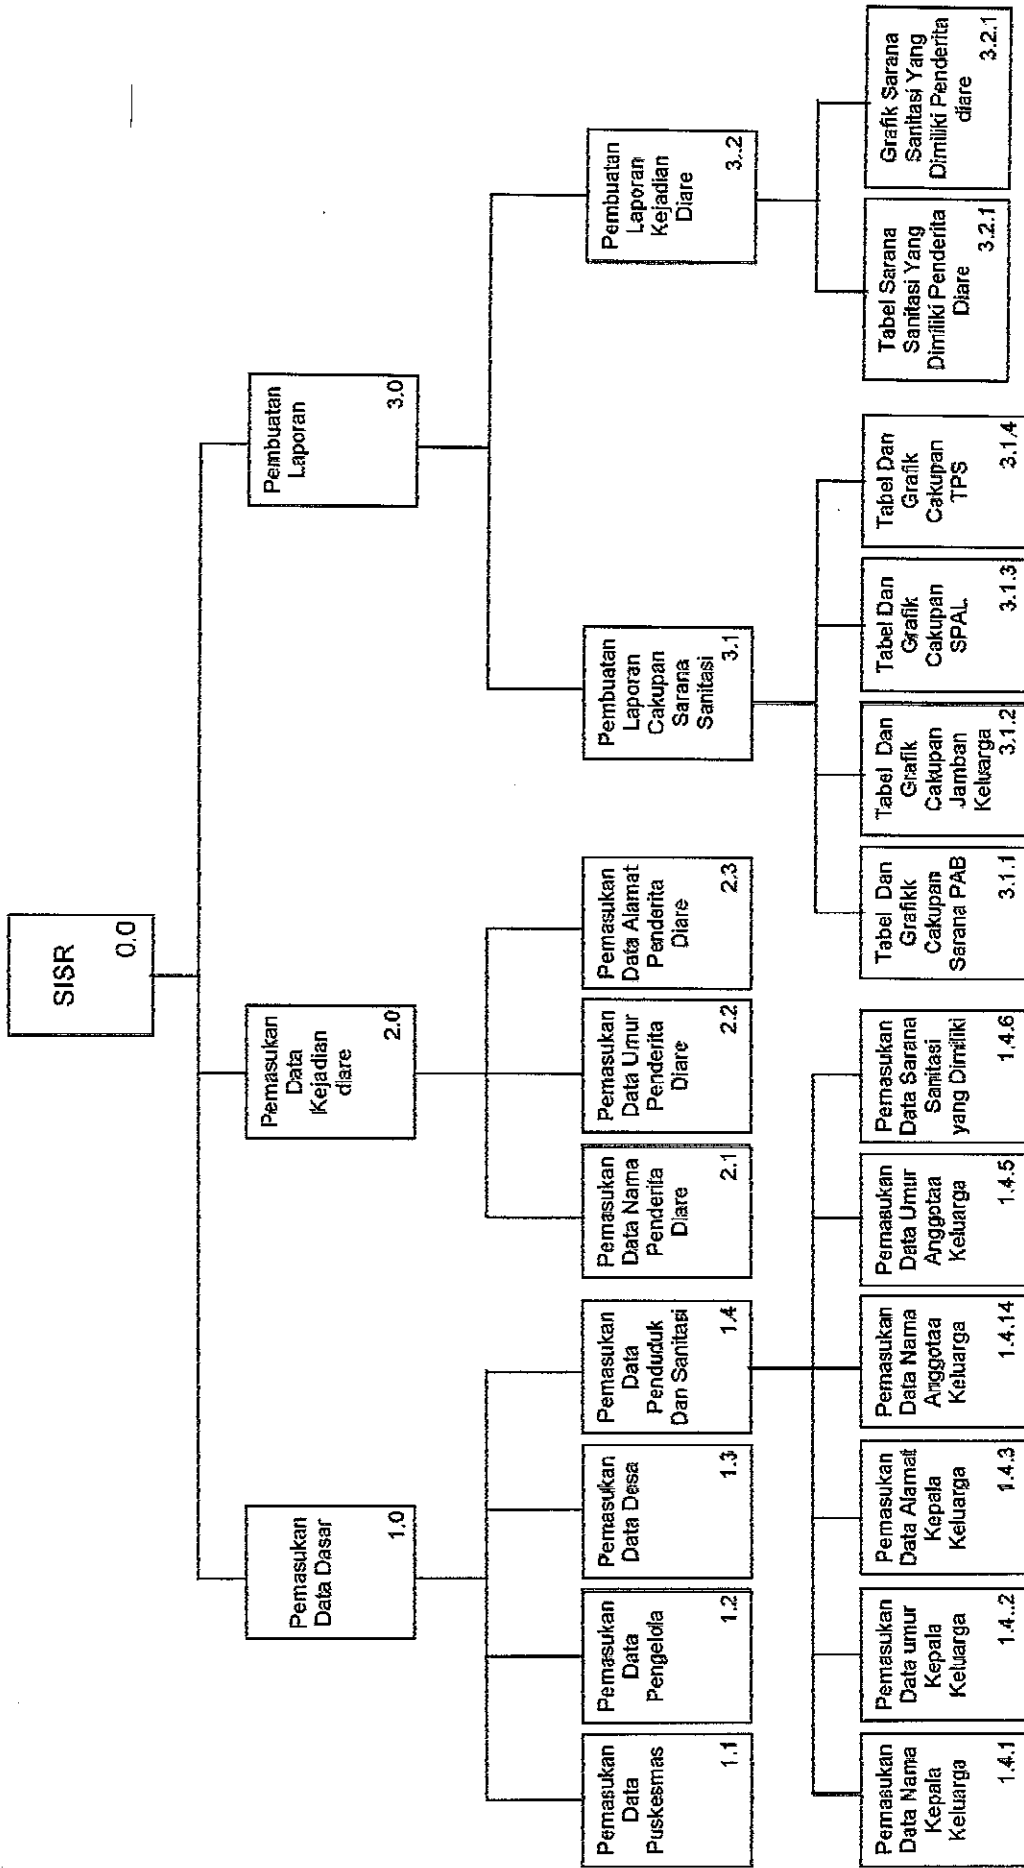 SISR
0.0
Pemasukan
Data Dasar
1.0
Pemasukan
Data
Kejadian
diare
2.0
Pembuatan
Laporan
3.0
Pemasukan
Data
Puskesmas
1.1
Pemasukan
Data
Pengelola
1.2
Pemasukan
Data Desa
1.3
Pemasukan
Data
Penduduk
Dan Sanitasi
1.4
Pemasukan
Data Nama
Penderita
Diare
2.1
Pemasukan
Data Umur
Penderita
Diare
2.2
Pemasukan
Data Alamat
Penderita
Diare
2.3
Pembuatan
Laporan
Cakupan
Sarana
Sanitasi
3.1
Pembuatan
Laporan
Kejadian
Diare
3..2
Pemasukan
Data Nama
Kepala
Keluarga
1.4.1
Pemasukan
Data umur
Kepala
Keluarga
1.4..2
Pemasukan
Data Alamat
Kepala
Keluarga
1.4.3
Pemasukan
Data Nama
Anggotaa
Keluarga
1.4.14
Pemasukan
Data Umur
Anggotaa
Keluarga
1.4.5
Pemasukan
Data Sarana
Sanitasi
yang Dimiliki
1.4.6
Tabel Dan
Grafikk
Cakupan
Sarana PAB
3.1.1
Tabel Dan
Grafik
Cakupan
Jamban
Keluarga
3.1.2
Tabel Dan
Grafik
Cakupan
SPAL
3.1.3
Tabel Dan
Grafik
Cakupan
TPS
3.1.4
Tabel Sarana
Sanitasi Yang
Dimiliki Penderita
Diare
3.2.1
Grafik Sarana
Sanitasi Yang
Dimiliki Penderita
diare
3.2.1